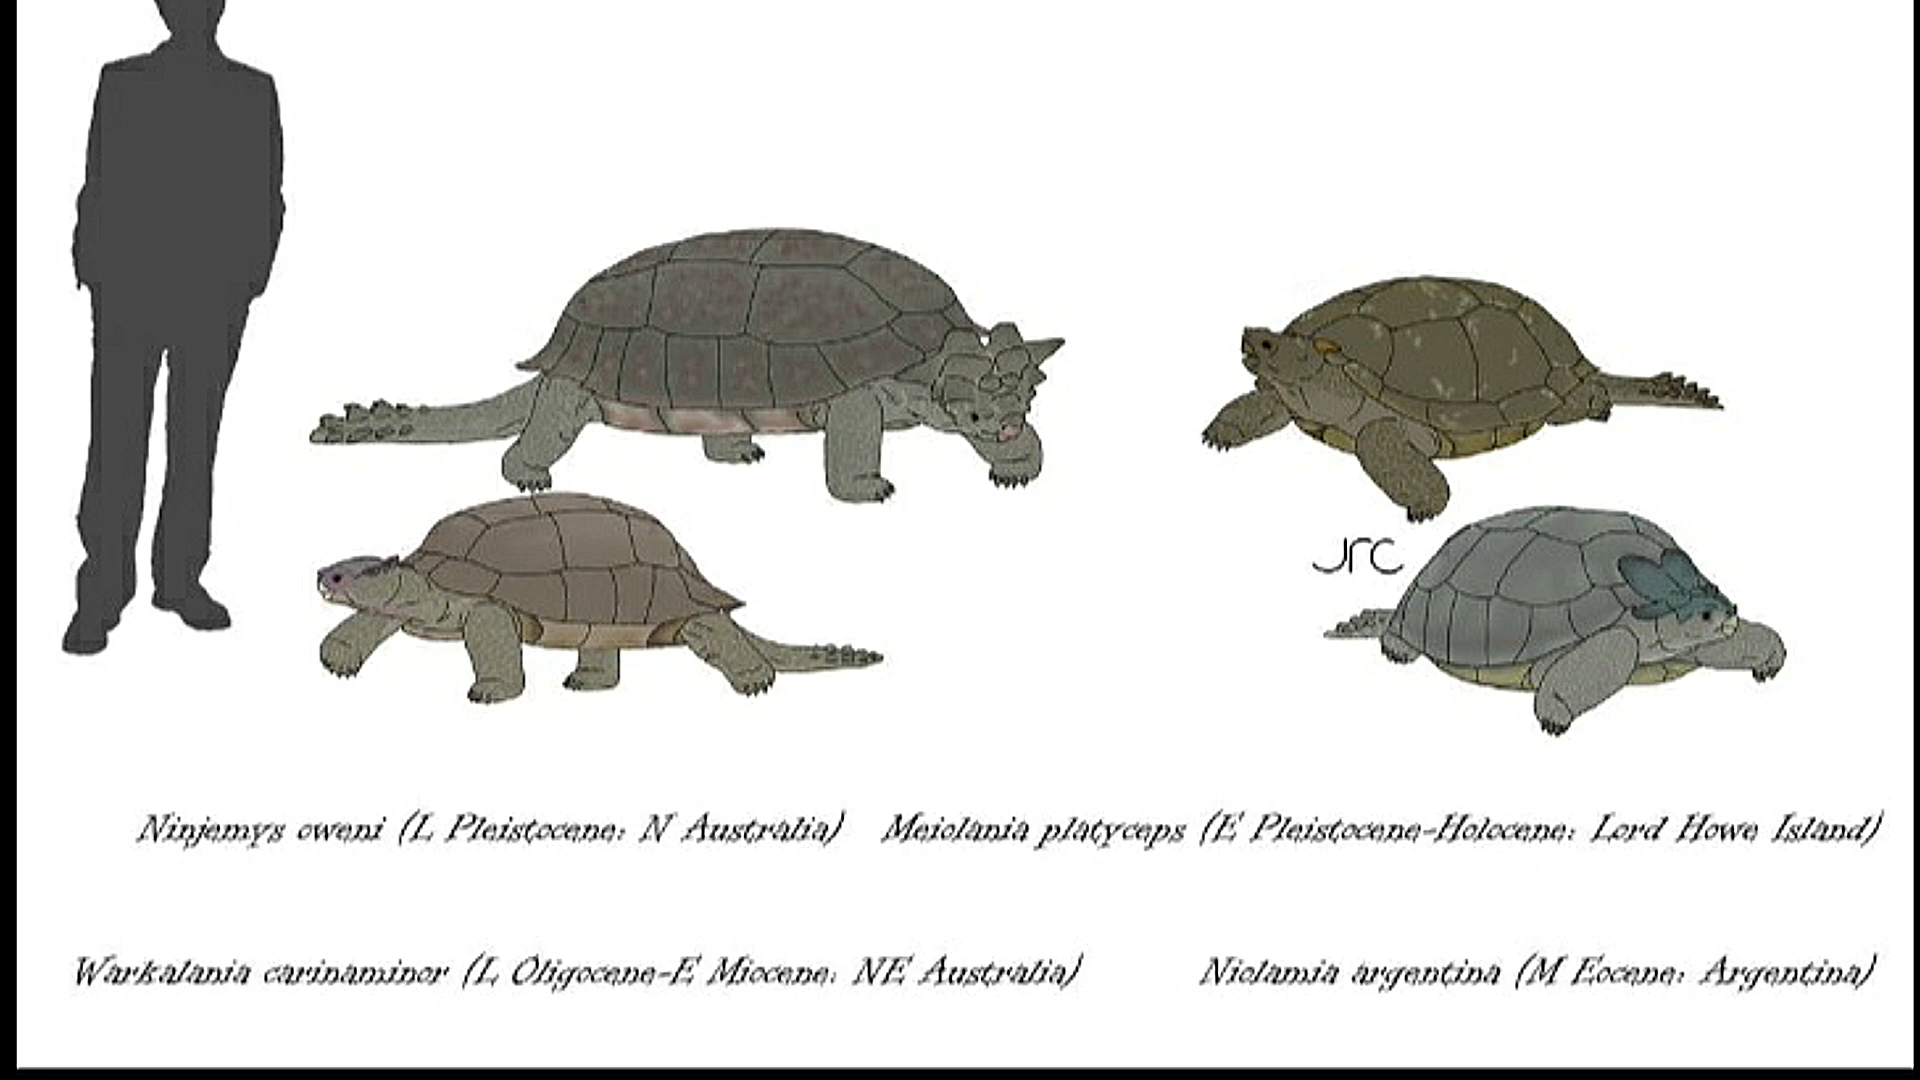 JrC
Ninjemys oweni (L Pleistocene: N Australia) Meiolania platyceps (E Pleistocene-Holocene: Lord Howe Island)
Warkalania carinaminor (L Oligocene-E Miocene: NE Australia) Niolamia argentina (M Eocene: Argentina)